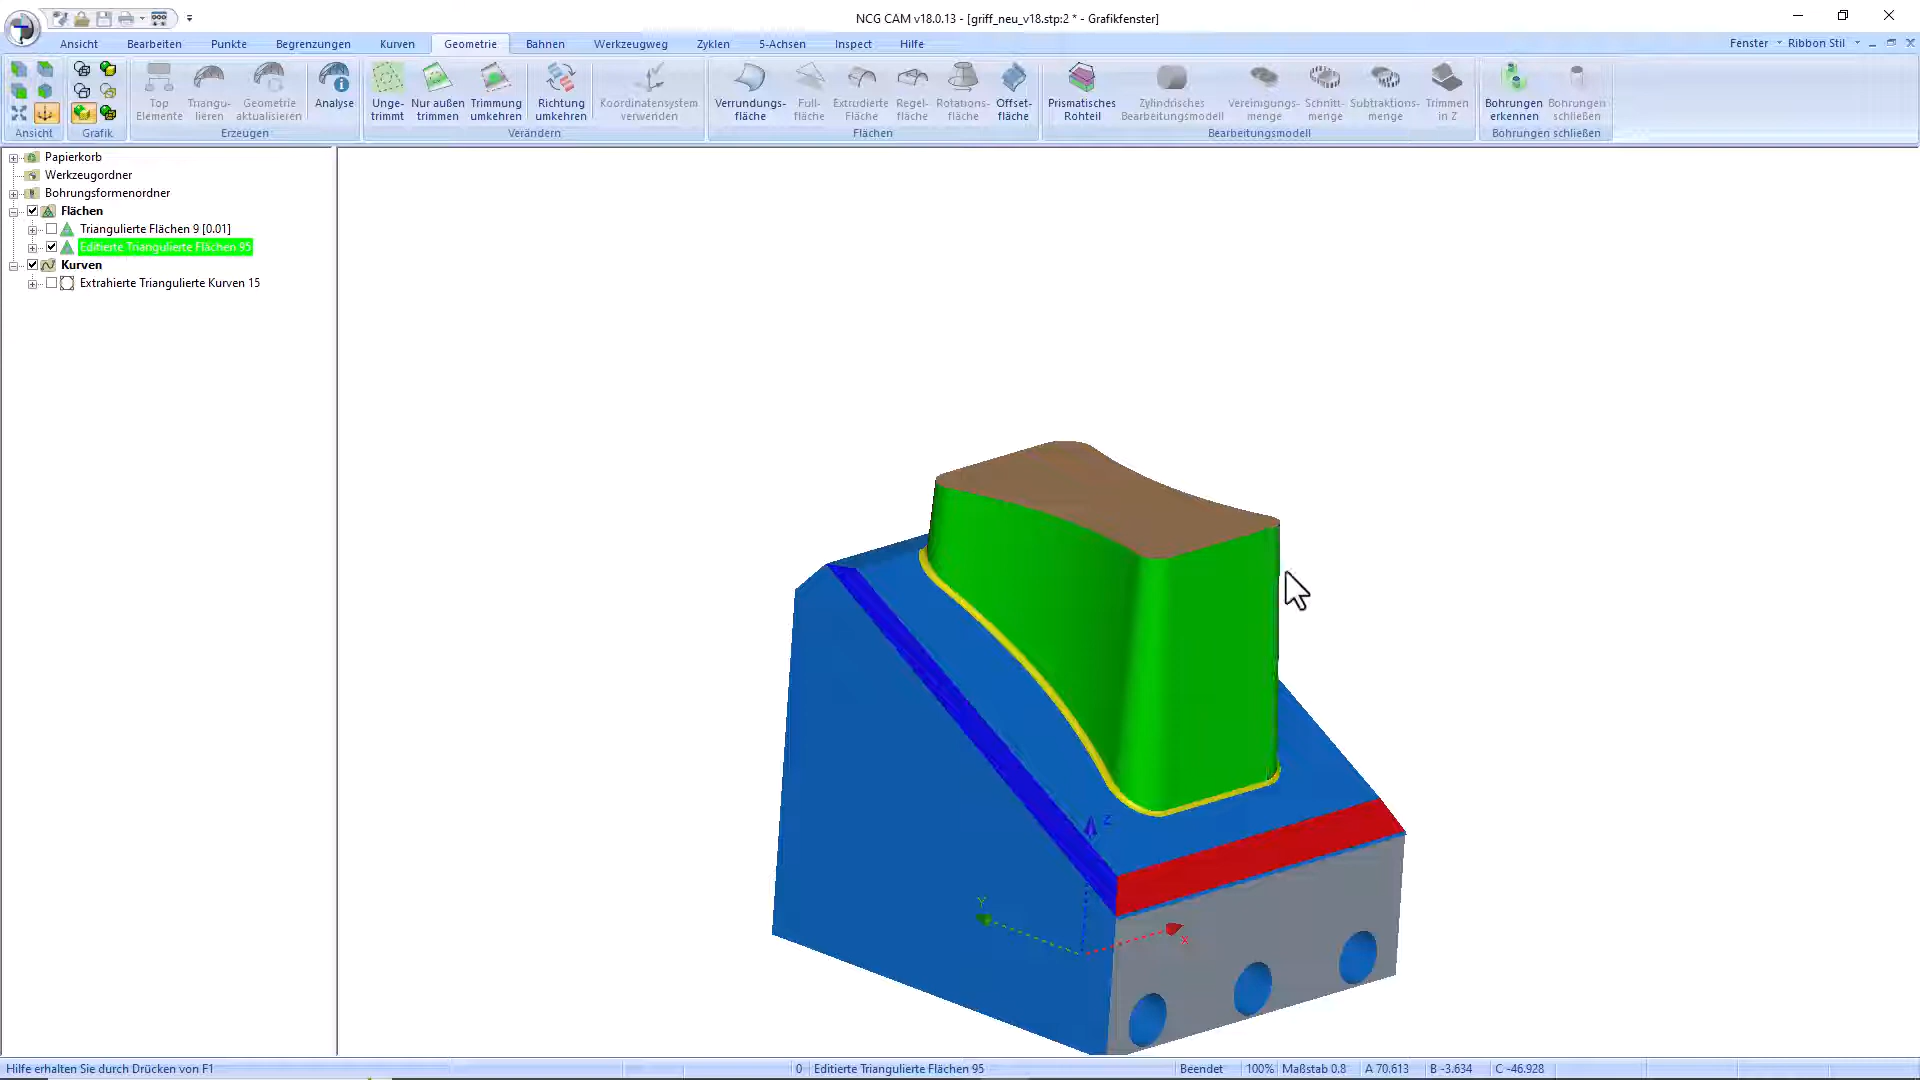 NCG CAM v18.0.13 - [griff_neu_v18.stp:2 * - Grafikfenster]
Ansicht Bearbeiten Punkte Begrenzungen Kurven Geometrie Bahnen Werkzeugweg Zyklen 5-Achsen Inspect Hilfe Fenster Ribbon Stil
Top Elemente
Triangu-lieren
Geometrie aktualisieren
Analyse
Unge-trimmt
Nur außen trimmen
Trimmung umkehren
Richtung umkehren
Koordinatensystem verwenden
Verrundungs-fläche
Full-fläche
Extrudierte Fläche
Regel-fläche
Rotations-fläche
Offset-fläche
Prismatisches Rohteil
Zylindrisches Bearbeitungsmodell
Vereinigungs-menge
Schnitt-menge
Subtraktions-menge
Trimmen in Z
Bohrungen erkennen
Bohrungen schließen
Ansicht Grafik Erzeugen Verändern Flächen Bearbeitungsmodell Bohrungen schließen
Papierkorb
Werkzeugordner
Bohrungsformenordner
Flächen
Triangulierte Flächen 9 [0.01]
Editierte Triangulierte Flächen 95
Kurven
Extrahierte Triangulierte Kurven 15
Z
Y
X
Hilfe erhalten Sie durch Drücken von F1 0 Editierte Triangulierte Flächen 95 Beendet 100% Maßstab 0.8 A 70.613 B -3.634 C -46.928